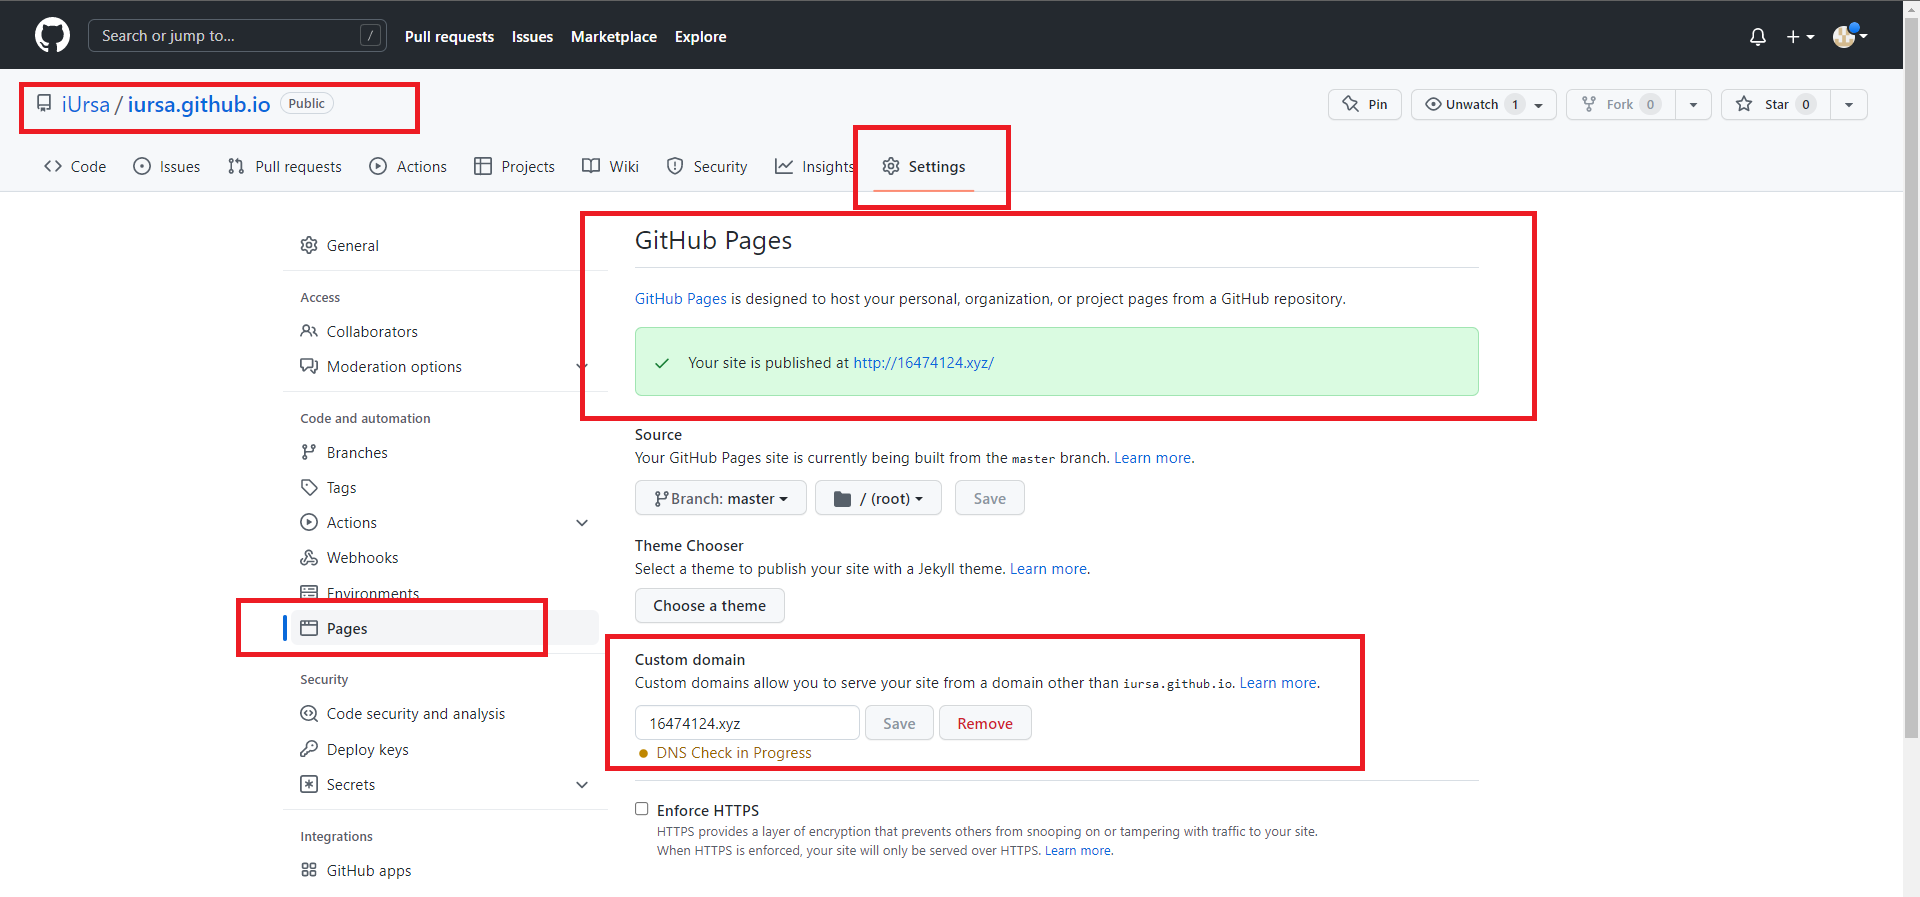 Search or jump to... /
Pull requests Issues Marketplace Explore
iUrsa / iursa.github.io Public
Pin Unwatch 1 Fork 0 Star 0
Code Issues Pull requests Actions Projects Wiki Security Insights Settings
General
Access
Collaborators
Moderation options
Code and automation
Branches
Tags
Actions
Webhooks
Environments
Pages
Security
Code security and analysis
Deploy keys
Secrets
Integrations
GitHub apps
GitHub Pages
GitHub Pages is designed to host your personal, organization, or project pages from a GitHub repository.
Your site is published at http://16474124.xyz/
Source
Your GitHub Pages site is currently being built from the master branch. Learn more.
Branch: master / (root) Save
Theme Chooser
Select a theme to publish your site with a Jekyll theme. Learn more.
Choose a theme
Custom domain
Custom domains allow you to serve your site from a domain other than iursa.github.io. Learn more.
16474124.xyz Save Remove
DNS Check in Progress
Enforce HTTPS
HTTPS provides a layer of encryption that prevents others from snooping on or tampering with traffic to your site.
When HTTPS is enforced, your site will only be served over HTTPS. Learn more.